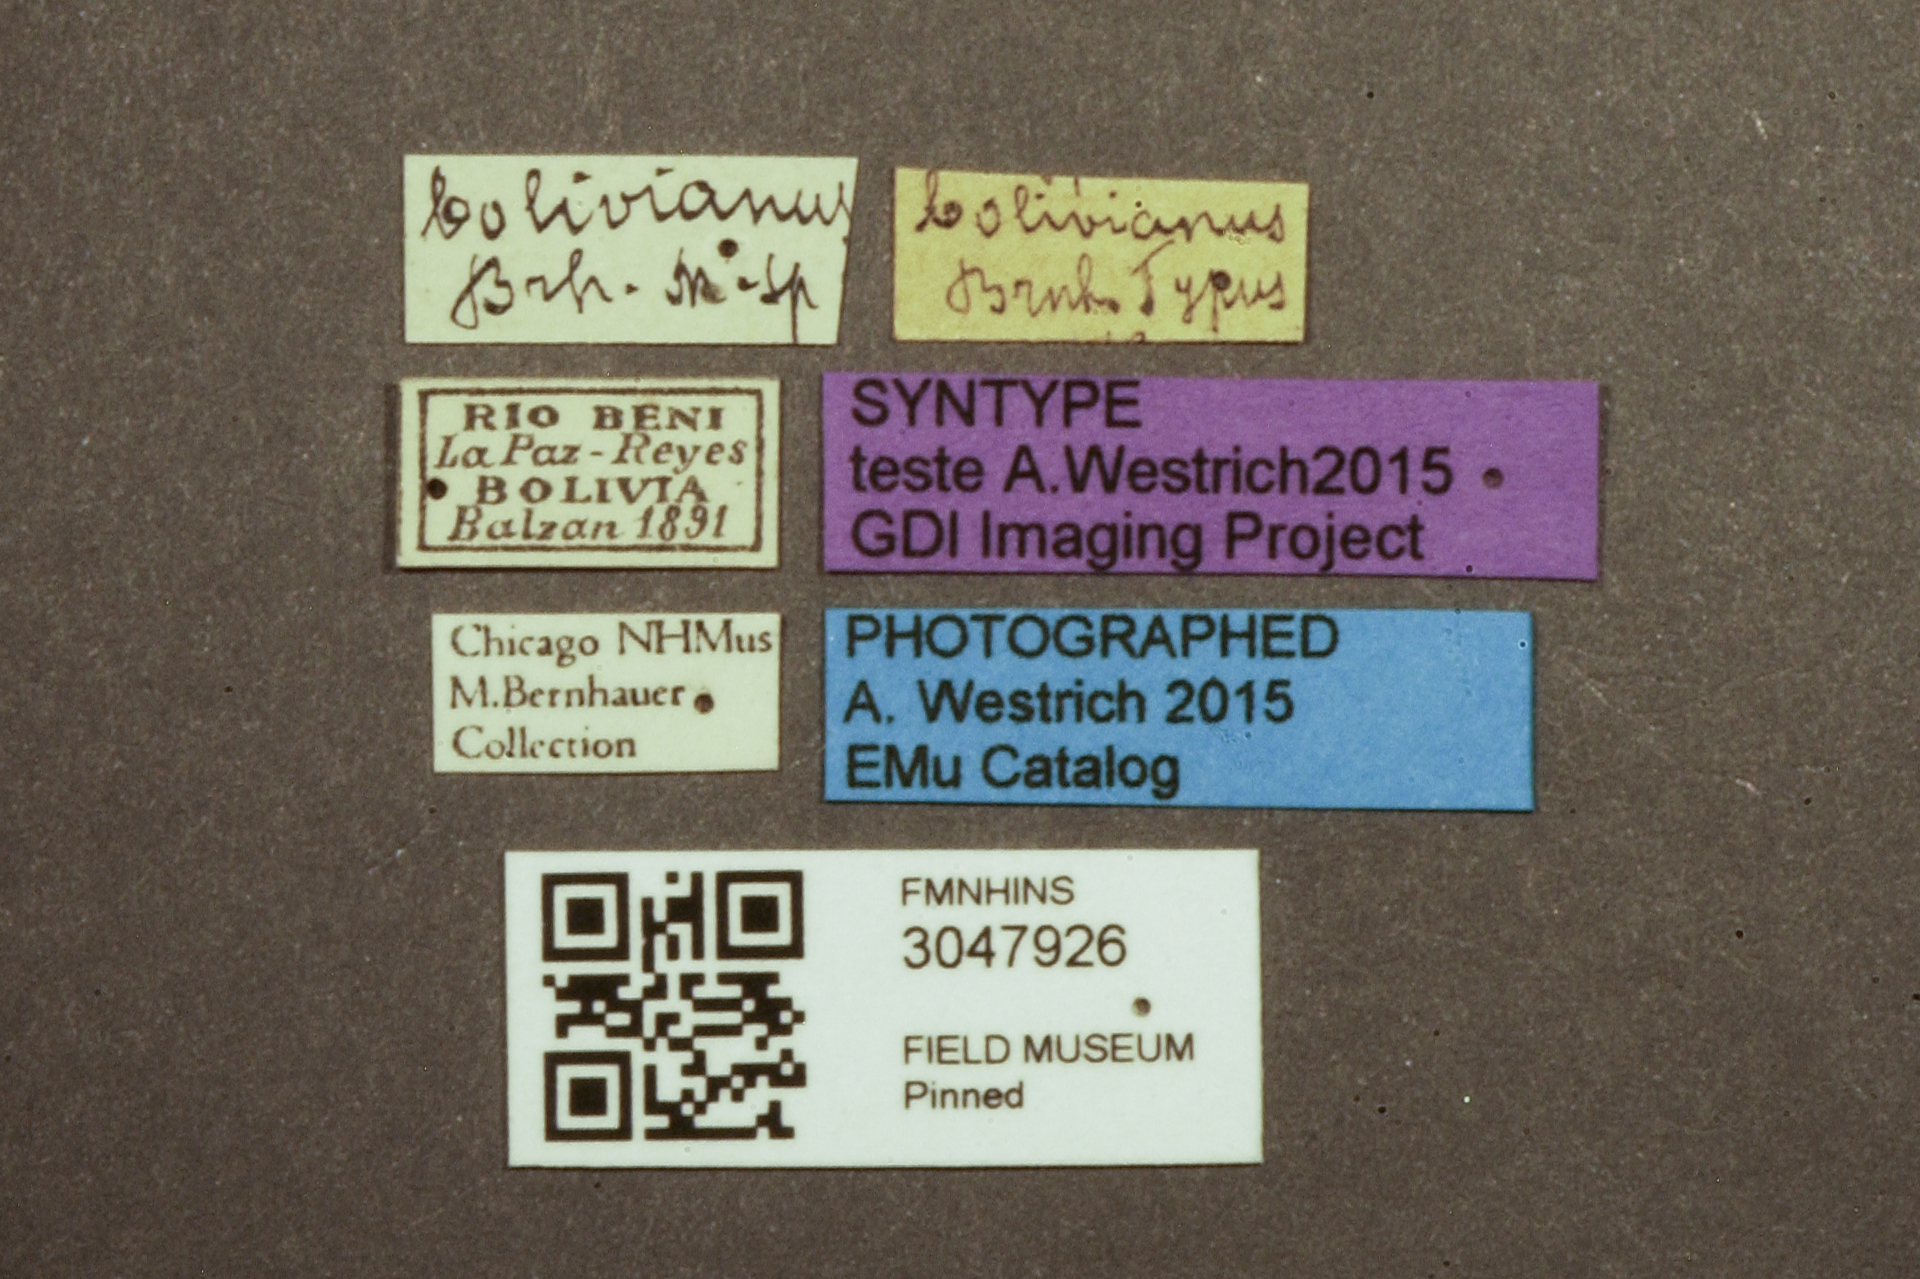 bolivianus
Brh. n. sp
bolivianus
Brnh. Typus
RIO BENI
La Paz-Reyes
BOLIVIA
Balzan 1891
SYNTYPE
teste A.Westrich2015
GDI Imaging Project
Chicago NHMus
M.Bernhauer
Collection
PHOTOGRAPHED
A. Westrich 2015
EMu Catalog
FMNHINS
3047926
FIELD MUSEUM
Pinned